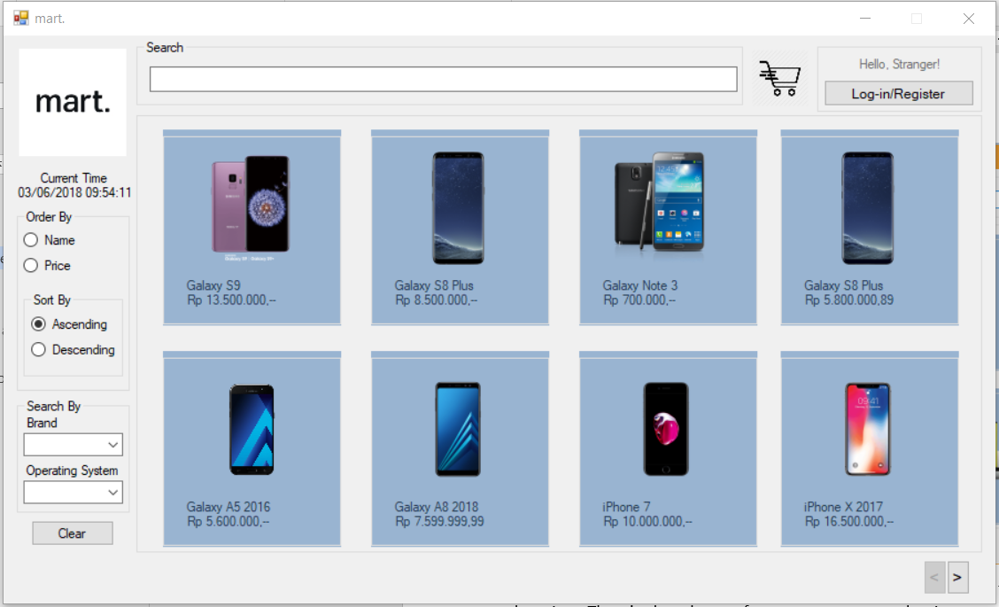 mart.
mart.
Search
Hello, Stranger!
Log-in/Register
Current Time
03/06/2018 09:54:11
Order By
Name
Price
Sort By
Ascending
Descending
Search By
Brand
Operating System
Clear
Galaxy S9
Rp 13.500.000,--
Galaxy S8 Plus
Rp 8.500.000,--
Galaxy Note 3
Rp 700.000,--
Galaxy S8 Plus
Rp 5.800.000,89
Galaxy A5 2016
Rp 5.600.000,--
Galaxy A8 2018
Rp 7.599.999,99
iPhone 7
Rp 10.000.000,--
iPhone X 2017
Rp 16.500.000,--
09:41
< >